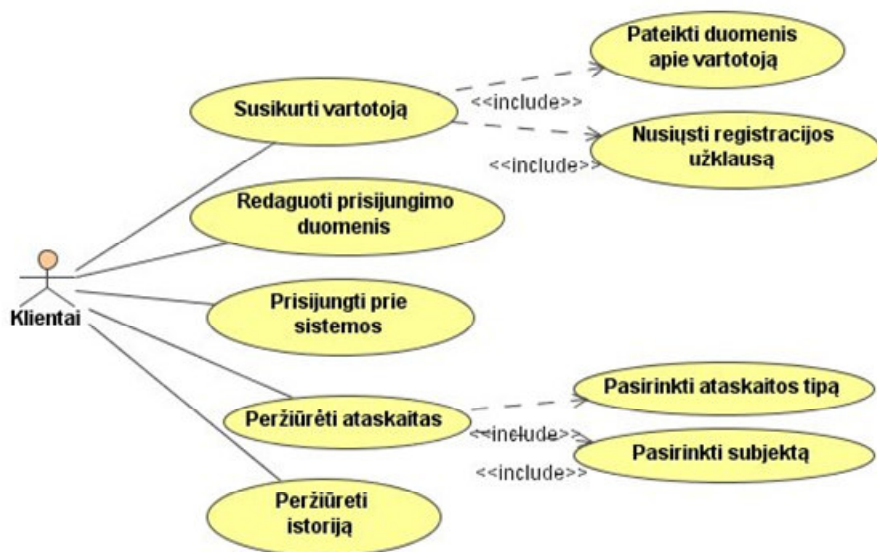 Pateikti duomenis
apie vartotoją
Susikurti vartotoją
<<include>>
Nusiųsti registracijos
užklausą
<<include>>
Redaguoti prisijungimo
duomenis
Prisijungti prie
sistemos
Klientai
Pasirinkti ataskaitos tipą
Peržiūrėti ataskaitas
<<include>>
Pasirinkti subjektą
<<include>>
Peržiūreti
istoriją